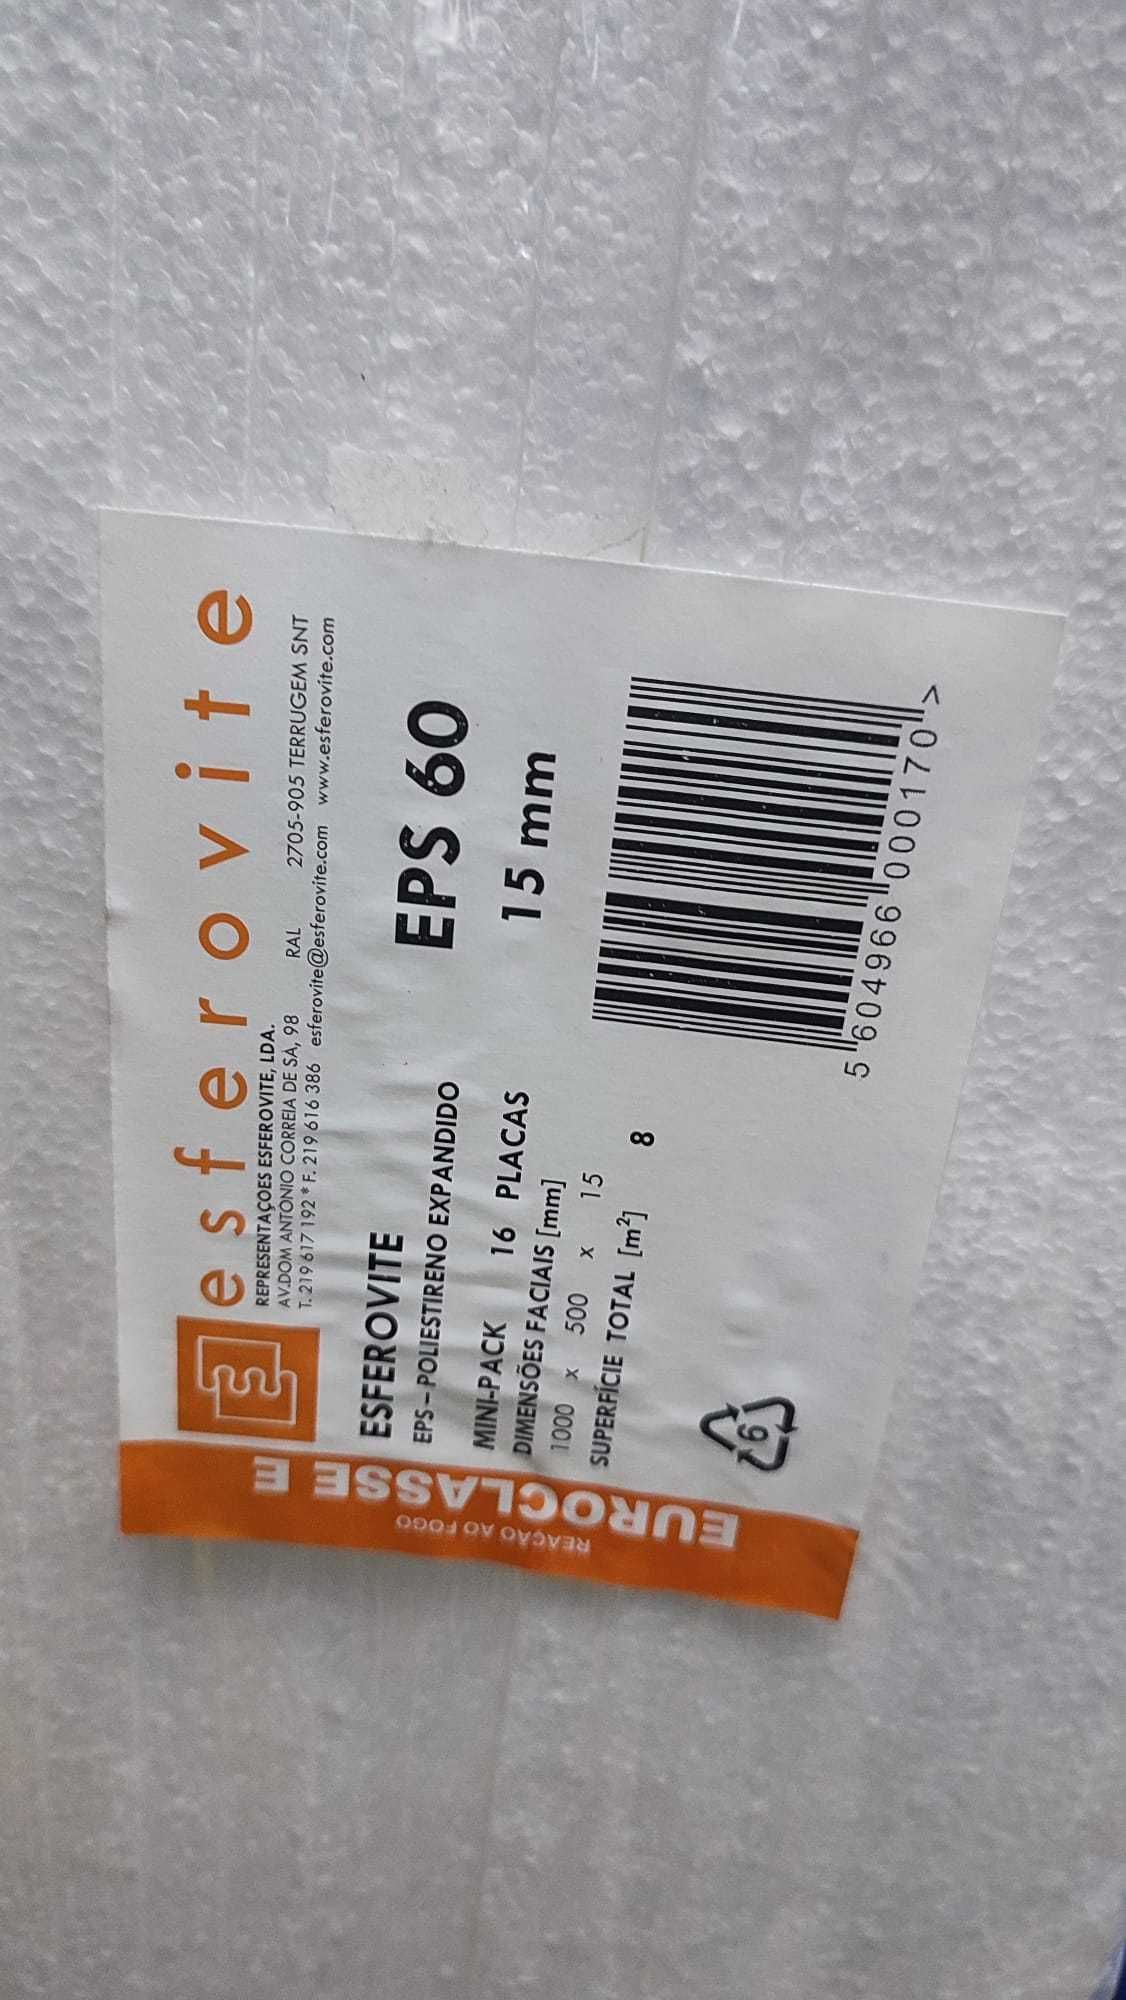 esferovite
REPRESENTAÇOES ESFEROVITE, LDA.
AV.DOM ANTÓNIO CORREIA DE SÁ, 98 RAL 2705-905 TERRUGEM SNT
T. 219 617 192 * F. 219 616 386 esferovite@esferovite.com www.esferovite.com
ESFEROVITE
EPS – POLIESTIRENO EXPANDIDO EPS 60
MINI-PACK 16 PLACAS 15 mm
DIMENSÕES FACIAIS [mm]
1000 x 500 x 15
SUPERFÍCIE TOTAL [m²] 8
5 604966 000170 >
6
REAÇÃO AO FOGO
EUROCLASSE E